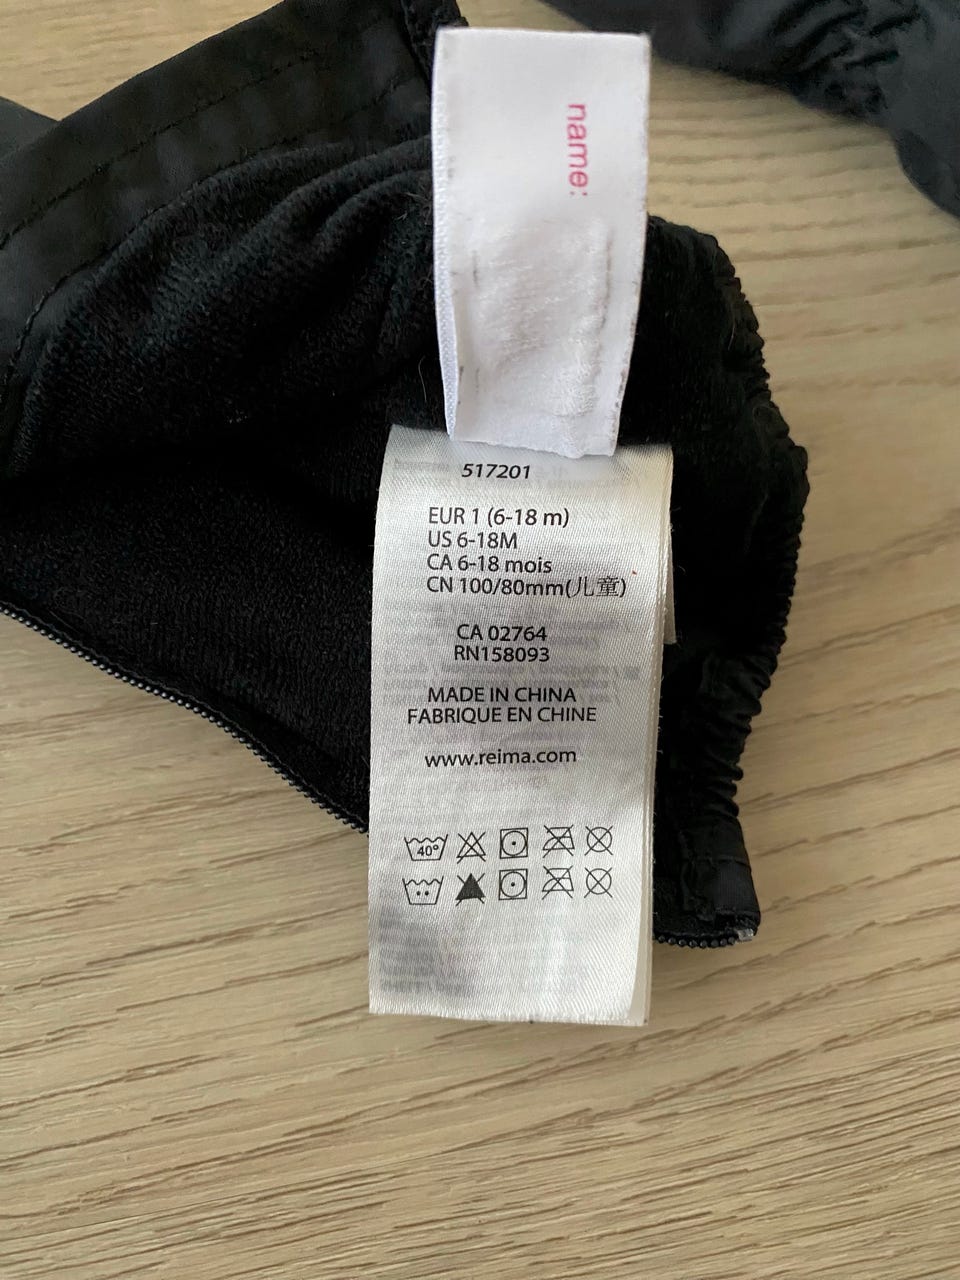 name:
517201
EUR 1 (6-18 m)
US 6-18M
CA 6-18 mois
CN 100/80mm(儿童)
CA 02764
RN158093
MADE IN CHINA
FABRIQUE EN CHINE
www.reima.com
40°